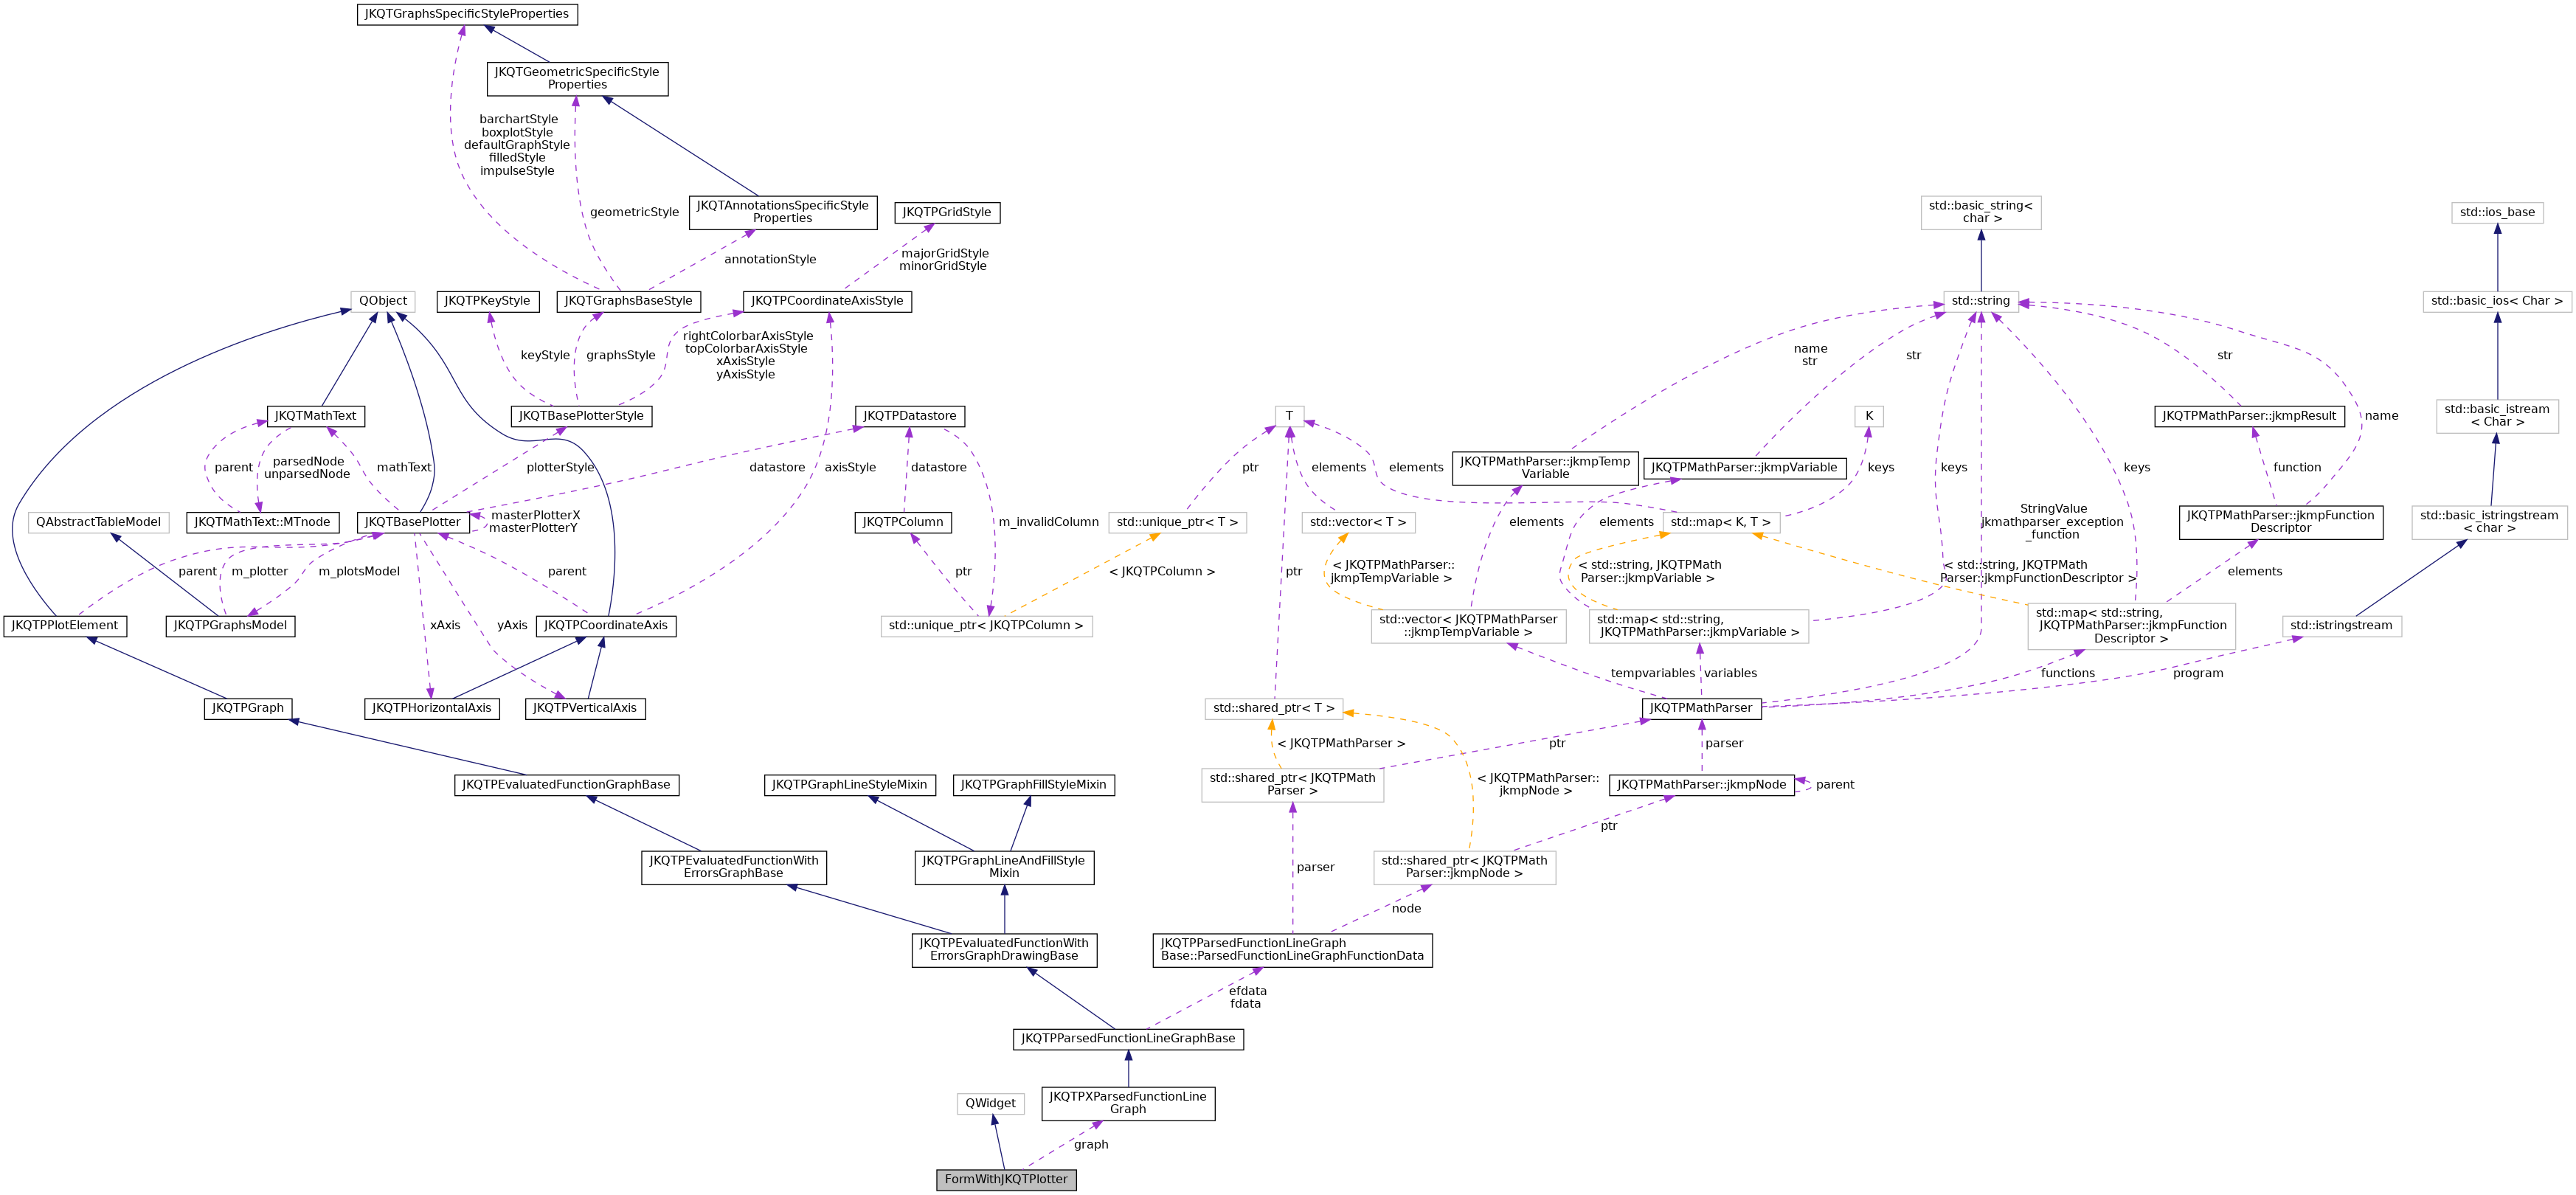 JKQTGraphsSpecificStyleProperties
JKQTGeometricSpecificStyle
Properties
barchartStyle
boxplotStyle
defaultGraphStyle
filledStyle
impulseStyle
geometricStyle
JKQTAnnotationsSpecificStyle
Properties
JKQTPGridStyle
std::basic_string<
char >
std::ios_base
annotationStyle
majorGridStyle
minorGridStyle
QObject
JKQTPKeyStyle
JKQTGraphsBaseStyle
JKQTPCoordinateAxisStyle
std::string
std::basic_ios< Char >
keyStyle
graphsStyle
rightColorbarAxisStyle
topColorbarAxisStyle
xAxisStyle
yAxisStyle
name
str
str
str
JKQTMathText
JKQTBasePlotterStyle
JKQTPDatastore
T
K
JKQTPMathParser::jkmpResult
std::basic_istream
< Char >
name
parent
parsedNode
unparsedNode
mathText
plotterStyle
datastore
axisStyle
datastore
ptr
elements
elements
JKQTPMathParser::jkmpTemp
Variable
JKQTPMathParser::jkmpVariable
keys
keys
keys
function
QAbstractTableModel
JKQTMathText::MTnode
JKQTBasePlotter
masterPlotterX
masterPlotterY
JKQTPColumn
m_invalidColumn
std::unique_ptr< T >
std::vector< T >
elements
elements
std::map< K, T >
StringValue
jkmathparser_exception
_function
JKQTPMathParser::jkmpFunction
Descriptor
std::basic_istringstream
< char >
parent
m_plotter
m_plotsModel
parent
ptr
< JKQTPColumn >
ptr
< JKQTPMathParser::
jkmpTempVariable >
< std::string, JKQTPMath
Parser::jkmpVariable >
< std::string, JKQTPMath
Parser::jkmpFunctionDescriptor >
elements
JKQTPPlotElement
JKQTPGraphsModel
xAxis
yAxis
JKQTPCoordinateAxis
std::unique_ptr< JKQTPColumn >
std::vector< JKQTPMathParser
::jkmpTempVariable >
std::map< std::string,
JKQTPMathParser::jkmpVariable >
std::map< std::string,
JKQTPMathParser::jkmpFunction
Descriptor >
std::istringstream
tempvariables
variables
functions
program
JKQTPGraph
JKQTPHorizontalAxis
JKQTPVerticalAxis
std::shared_ptr< T >
JKQTPMathParser
< JKQTPMathParser >
ptr
parser
JKQTPEvaluatedFunctionGraphBase
JKQTPGraphLineStyleMixin
JKQTPGraphFillStyleMixin
std::shared_ptr< JKQTPMath
Parser >
< JKQTPMathParser::
jkmpNode >
JKQTPMathParser::jkmpNode
parent
ptr
JKQTPEvaluatedFunctionWith
ErrorsGraphBase
JKQTPGraphLineAndFillStyle
Mixin
parser
std::shared_ptr< JKQTPMath
Parser::jkmpNode >
node
JKQTPEvaluatedFunctionWith
ErrorsGraphDrawingBase
JKQTPParsedFunctionLineGraph
Base::ParsedFunctionLineGraphFunctionData
efdata
fdata
JKQTPParsedFunctionLineGraphBase
QWidget
JKQTPXParsedFunctionLine
Graph
graph
FormWithJKQTPlotter